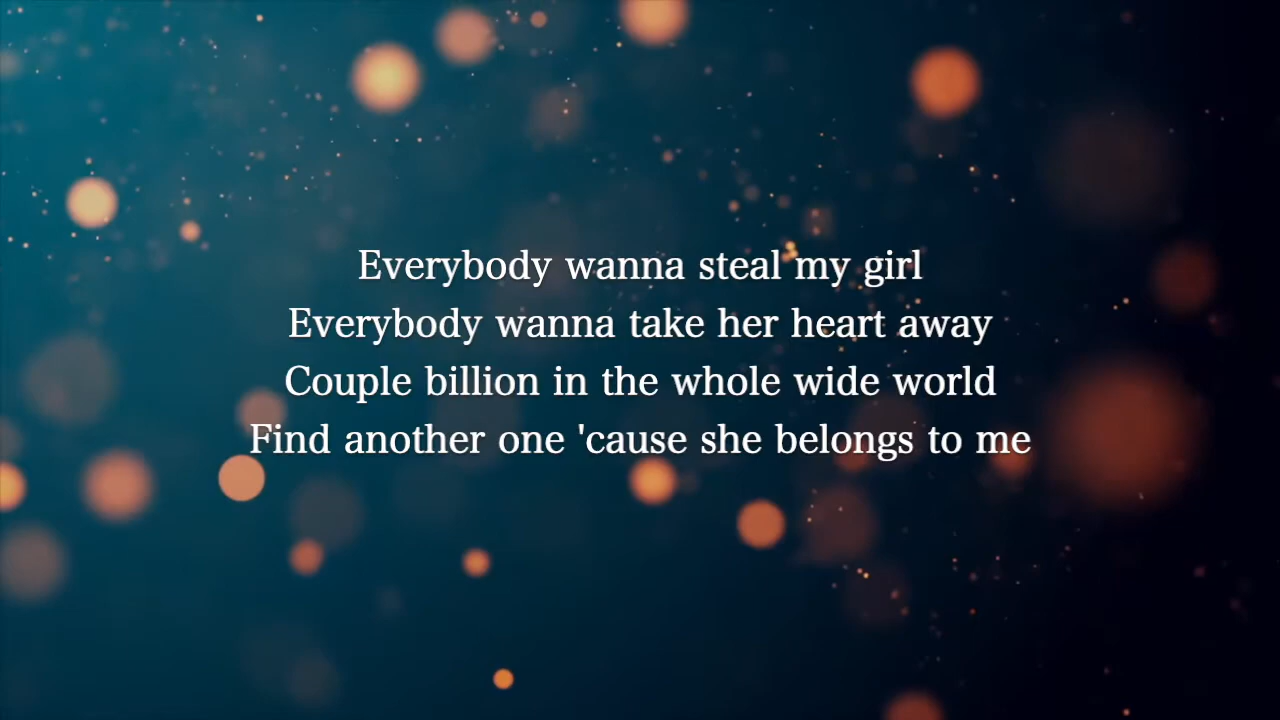 Everybody wanna steal my girl
Everybody wanna take her heart away
Couple billion in the whole wide world
Find another one 'cause she belongs to me